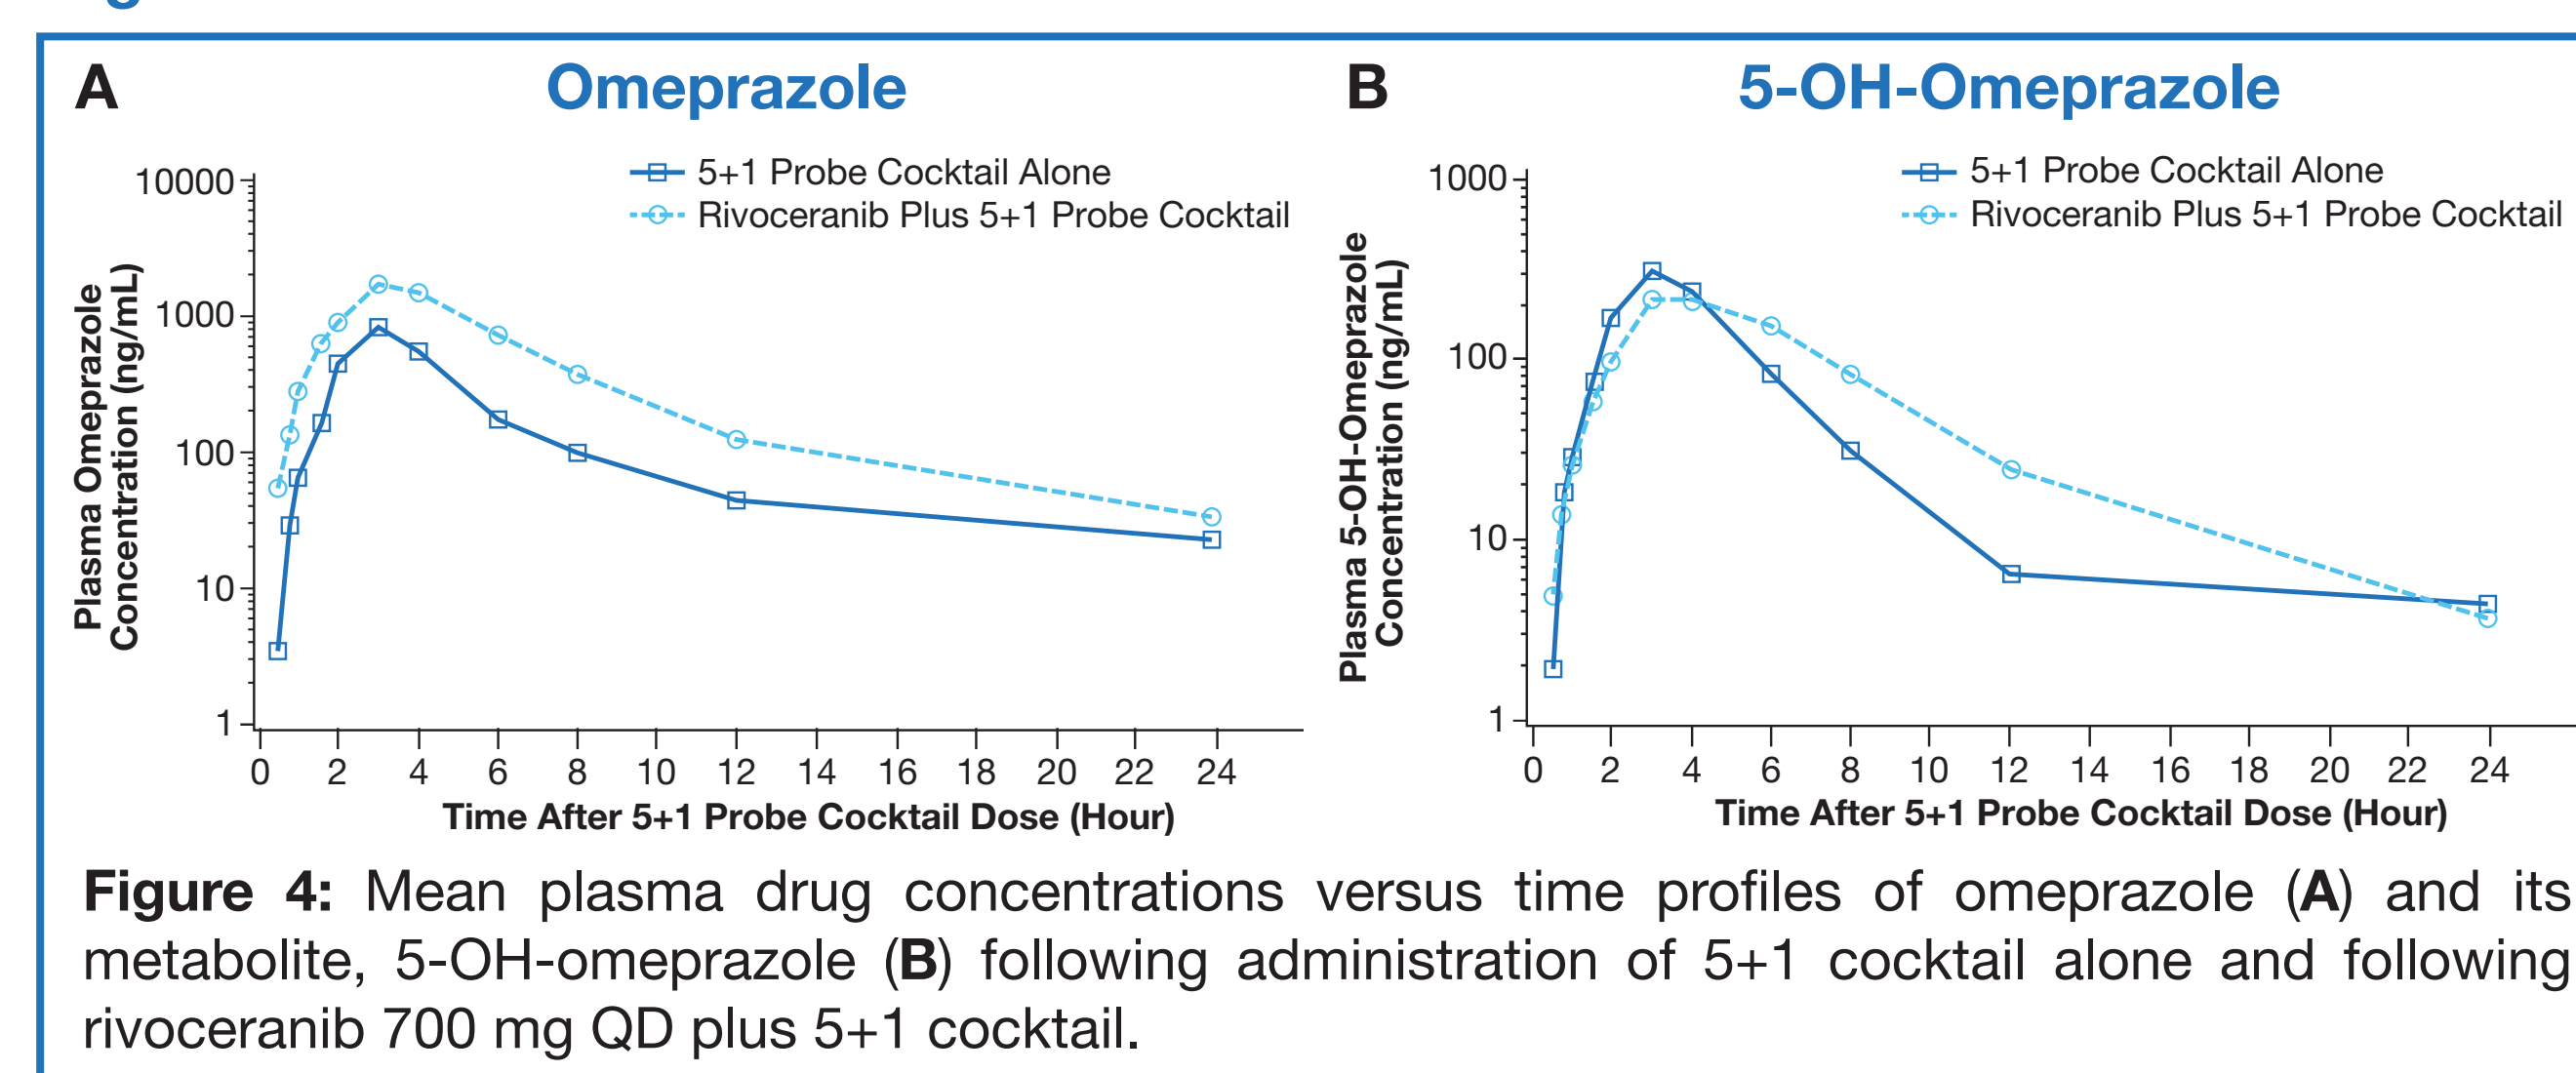 A
Omeprazole
5+1 Probe Cocktail Alone
Rivoceranib Plus 5+1 Probe Cocktail
Plasma Omeprazole
Concentration (ng/mL)
10000
1000
100
10
1
0 2 4 6 8 10 12 14 16 18 20 22 24
Time After 5+1 Probe Cocktail Dose (Hour)
B
5-OH-Omeprazole
5+1 Probe Cocktail Alone
Rivoceranib Plus 5+1 Probe Cocktail
Plasma 5-OH-Omeprazole
Concentration (ng/mL)
1000
100
10
1
0 2 4 6 8 10 12 14 16 18 20 22 24
Time After 5+1 Probe Cocktail Dose (Hour)
Figure 4: Mean plasma drug concentrations versus time profiles of omeprazole (A) and its
metabolite, 5-OH-omeprazole (B) following administration of 5+1 cocktail alone and following
rivoceranib 700 mg QD plus 5+1 cocktail.